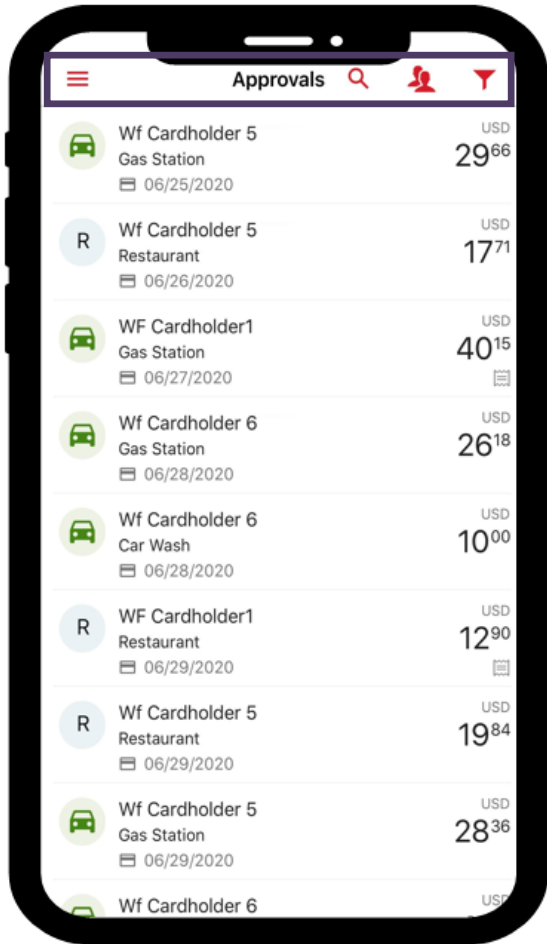 Approvals
Wf Cardholder 5
USD
Gas Station
2966
06/25/2020
Wf Cardholder 5
USD
R
Restaurant
1771
06/26/2020
WF Cardholder1
USD
Gas Station
4015
06/27/2020
Wf Cardholder 6
USD
Gas Station
2618
06/28/2020
Wf Cardholder 6
USD
Car Wash
1000
06/28/2020
WF Cardholder1
USD
R
Restaurant
1290
06/29/2020
Wf Cardholder 5
USD
R
Restaurant
1984
06/29/2020
Wf Cardholder 5
USD
Gas Station
2836
06/29/2020
Wf Cardholder 6
USD